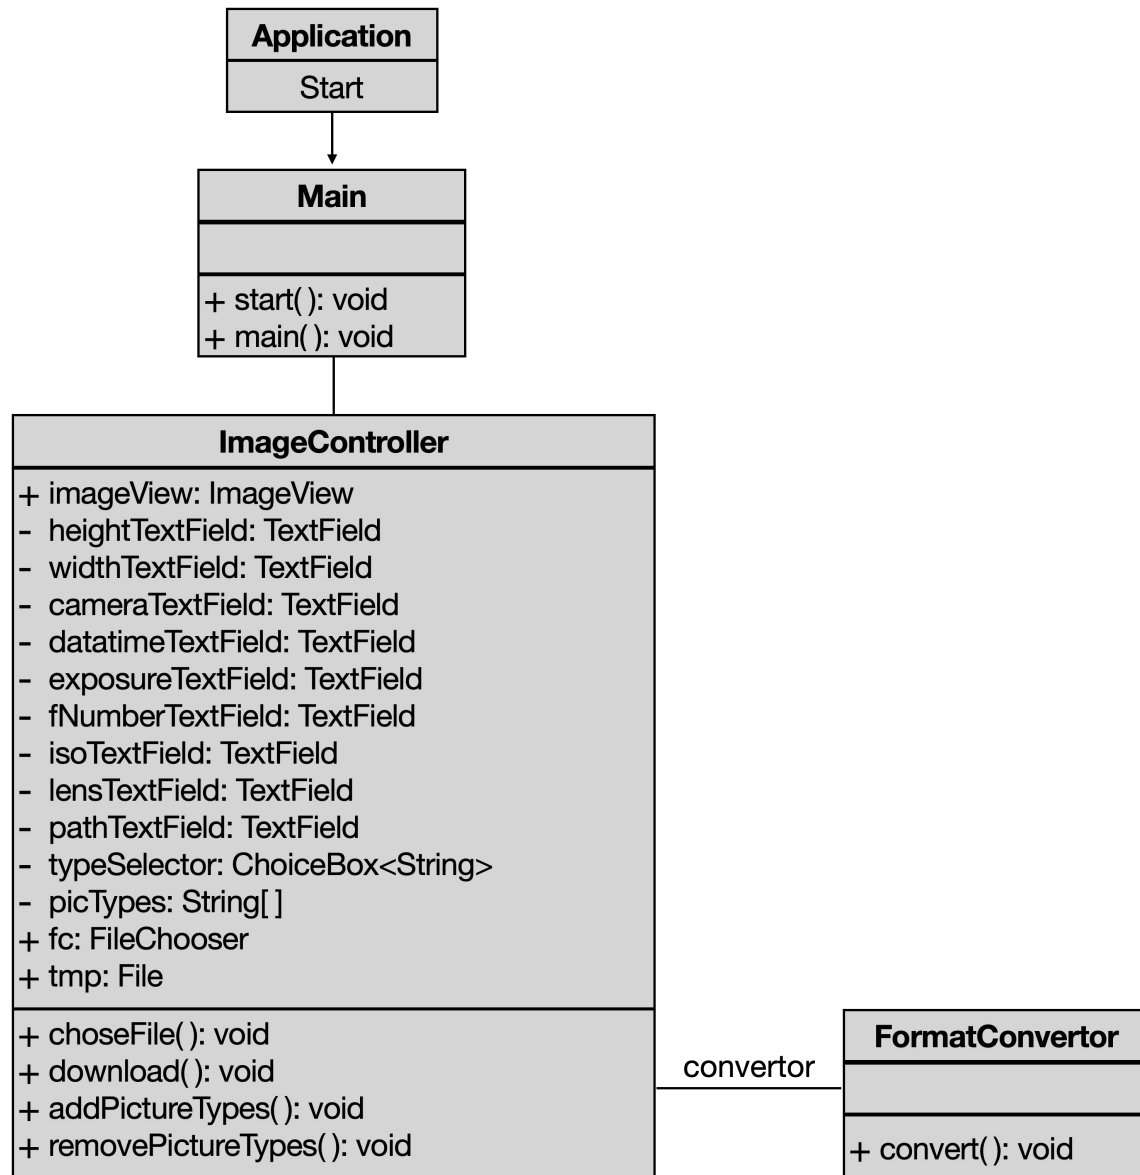 Application
Start
Main
+ start( ): void
+ main( ): void
ImageController
+ imageView: ImageView
- heightTextField: TextField
- widthTextField: TextField
- cameraTextField: TextField
- datatimeTextField: TextField
- exposureTextField: TextField
- fNumberTextField: TextField
- isoTextField: TextField
- lensTextField: TextField
- pathTextField: TextField
- typeSelector: ChoiceBox<String>
- picTypes: String[ ]
+ fc: FileChooser
+ tmp: File
+ choseFile( ): void
+ download( ): void
+ addPictureTypes( ): void
+ removePictureTypes( ): void
convertor
FormatConvertor
+ convert( ): void